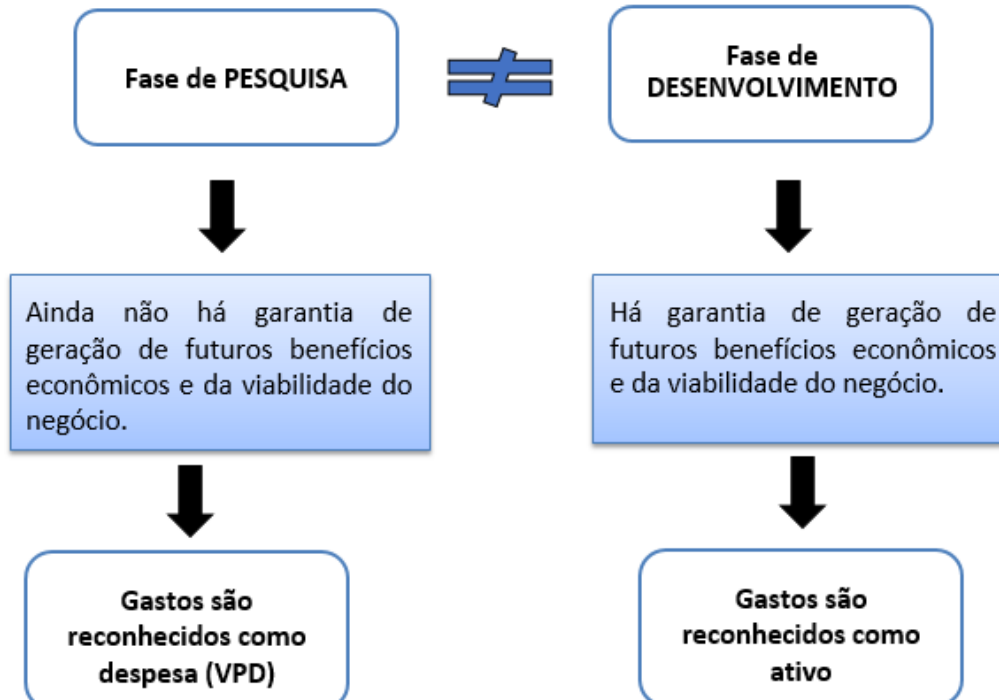 Fase de PESQUISA
Fase de
DESENVOLVIMENTO
Ainda não há garantia de
geração de futuros benefícios
econômicos e da viabilidade do
negócio.
Há garantia de geração de
futuros benefícios econômicos
e da viabilidade do negócio.
Gastos são
reconhecidos como
despesa (VPD)
Gastos são
reconhecidos como
ativo